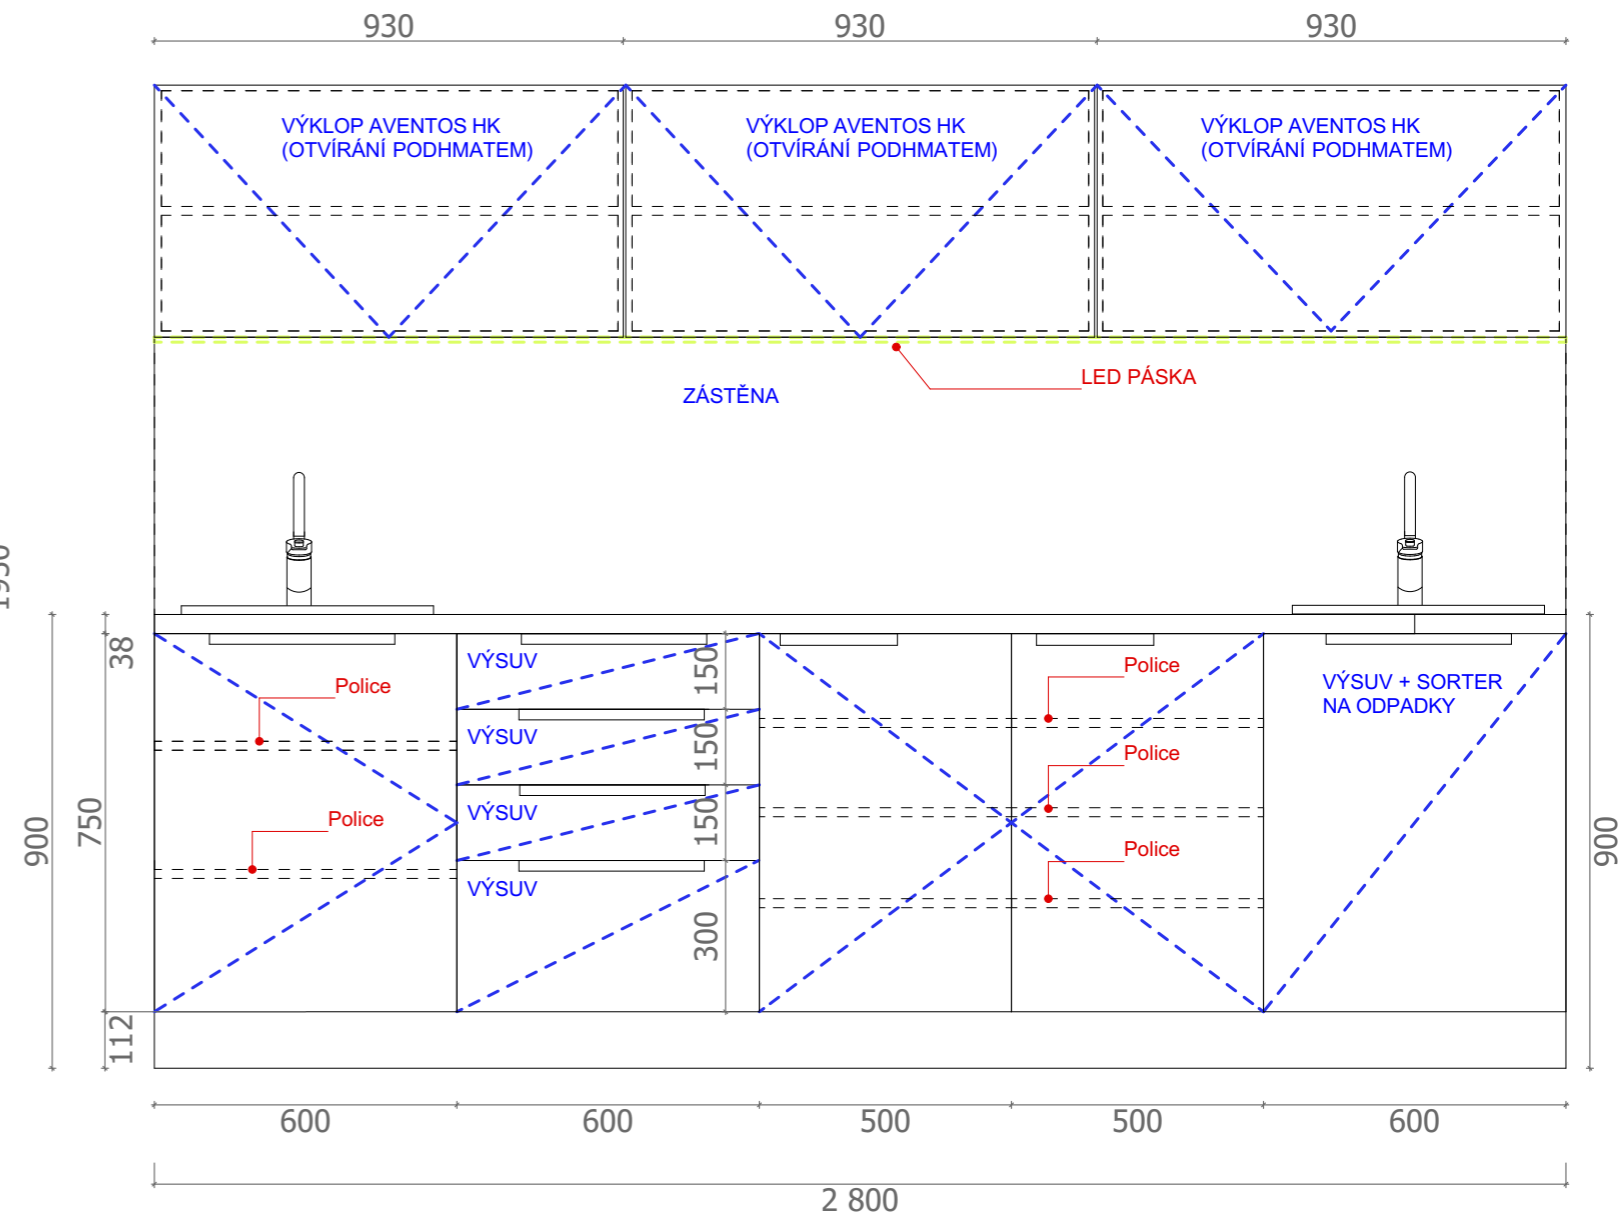 930
930
930
VÝKLOP AVENTOS HK
(OTVÍRÁNÍ PODHMATEM)
VÝKLOP AVENTOS HK
(OTVÍRÁNÍ PODHMATEM)
VÝKLOP AVENTOS HK
(OTVÍRÁNÍ PODHMATEM)
LED PÁSKA
ZÁSTĚNA
38
750
112
900
Police
Police
VÝSUV
VÝSUV
VÝSUV
VÝSUV
150
150
150
300
Police
Police
Police
VÝSUV + SORTER
NA ODPADKY
900
600
600
500
500
600
2 800